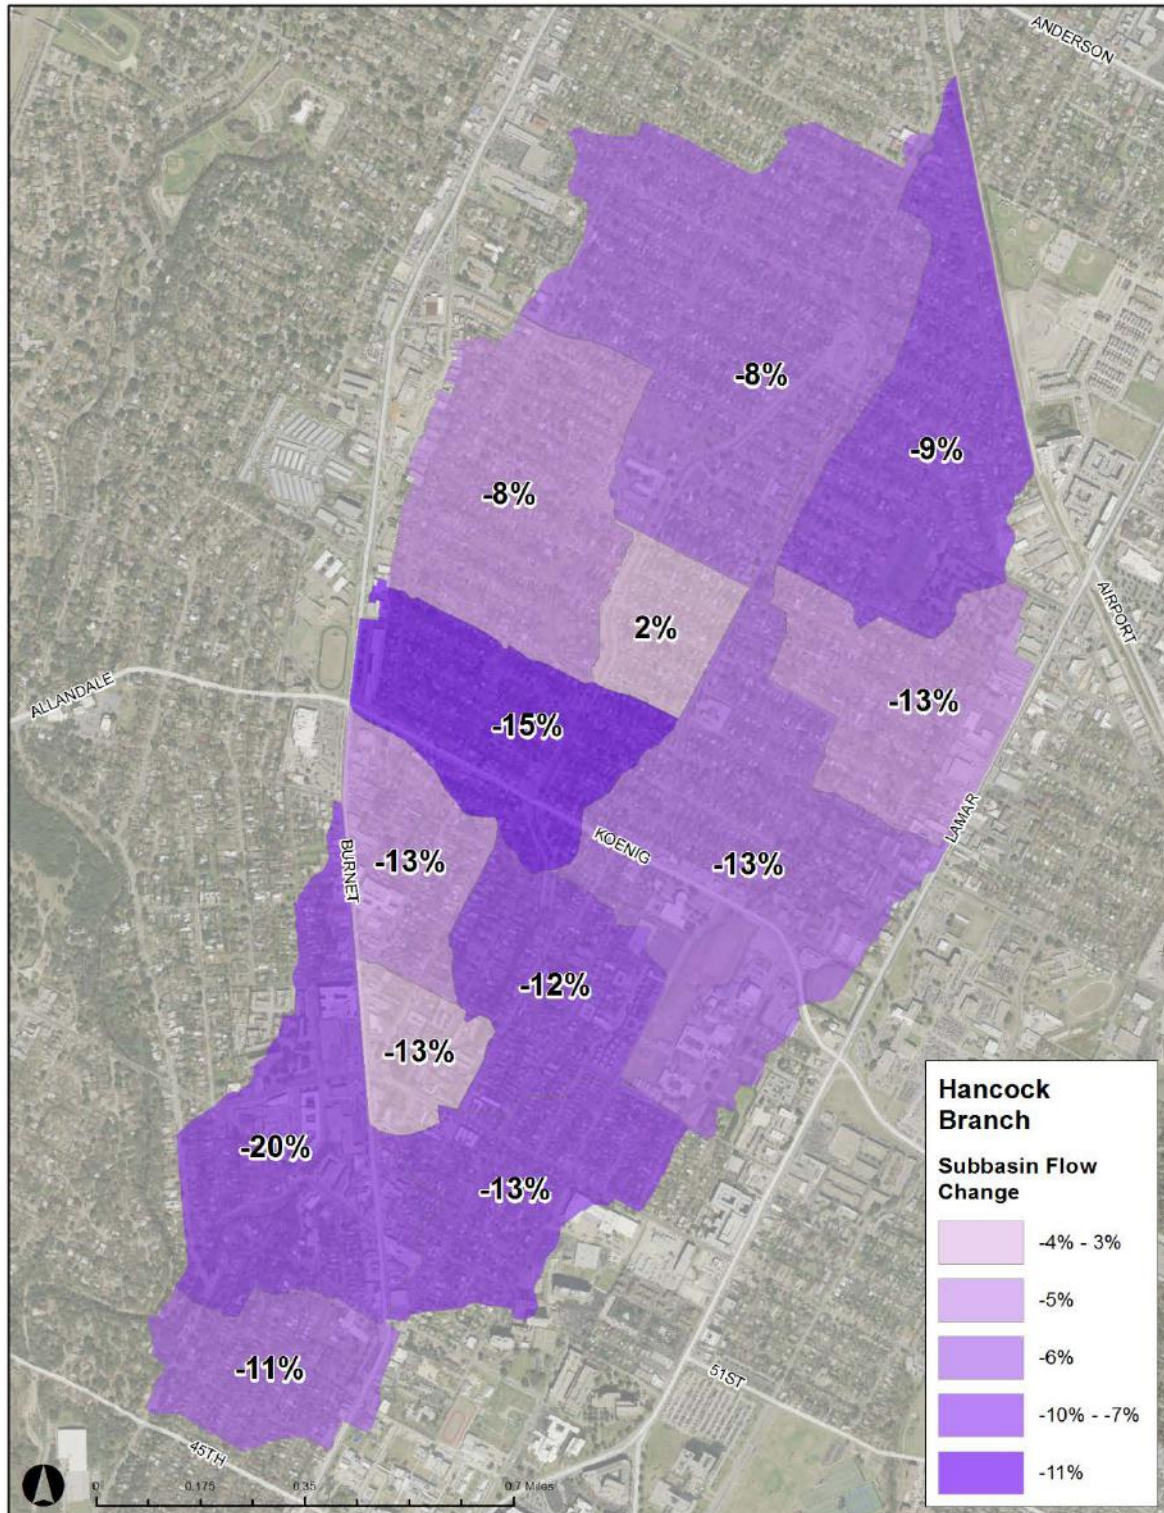 ANDERSON
-8%
-9%
-8%
AIRPORT
2%
ALLANDALE
-13%
-15%
LAMAR
KOENIG
BURNET
-13%
-13%
-12%
-13%
-20%
-13%
-11%
51ST
45TH
0 0.175 0.35 0.7 Miles
Hancock
Branch
Subbasin Flow
Change
-4% - 3%
-5%
-6%
-10% - -7%
-11%